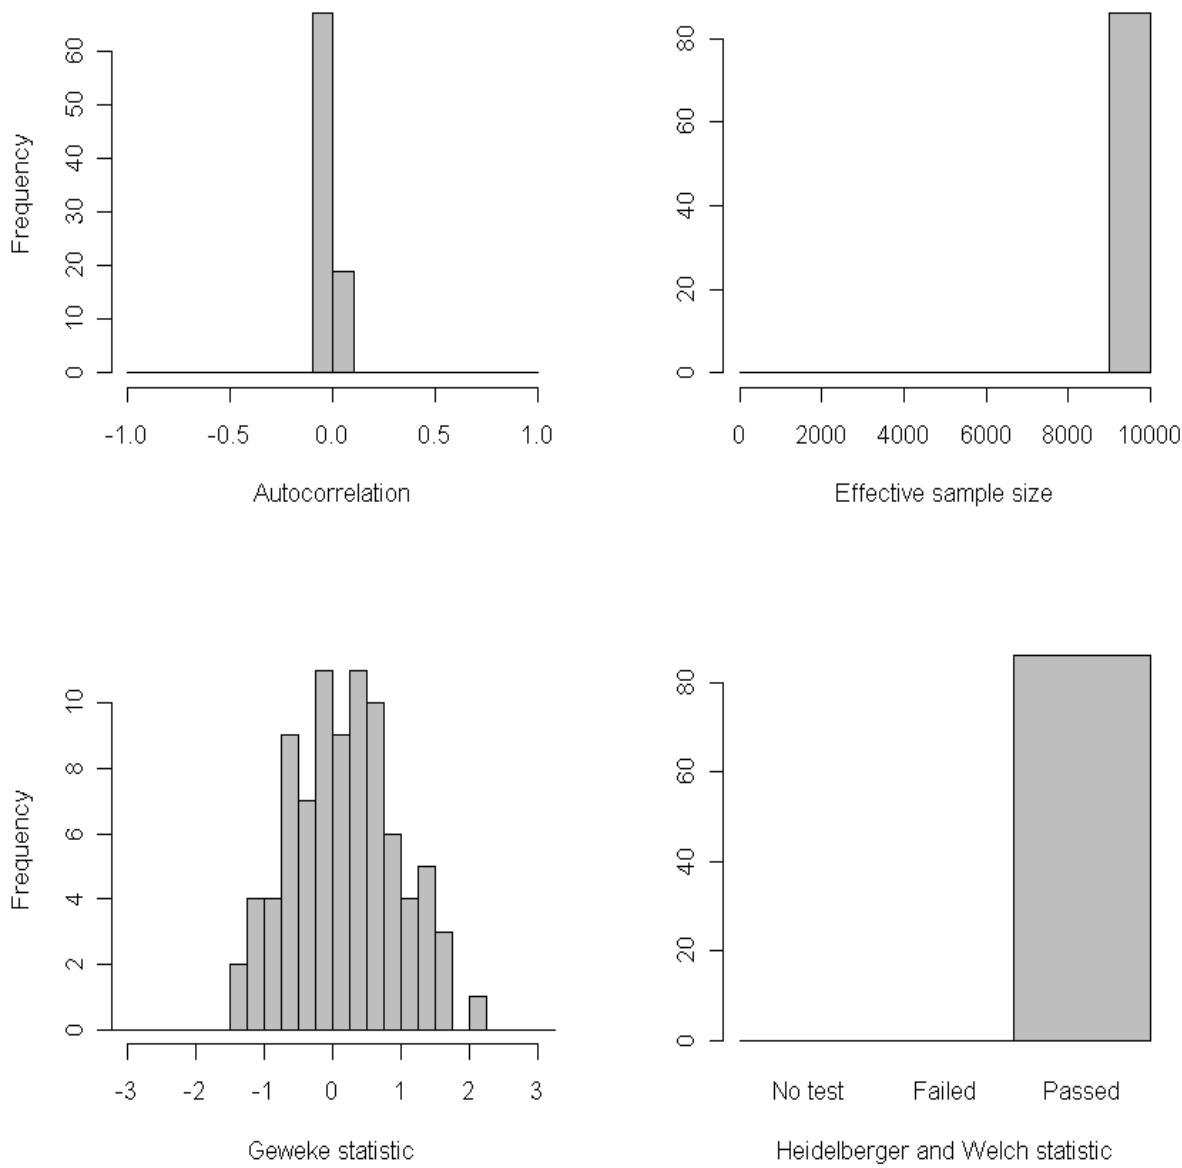 Frequency
60
50
40
30
20
10
0
-1.0 -0.5 0.0 0.5 1.0
Autocorrelation
80
60
40
20
0
0 2000 4000 6000 8000 10000
Effective sample size
Frequency
10
8
6
4
2
0
-3 -2 -1 0 1 2 3
Geweke statistic
80
60
40
20
0
No test Failed Passed
Heidelberger and Welch statistic